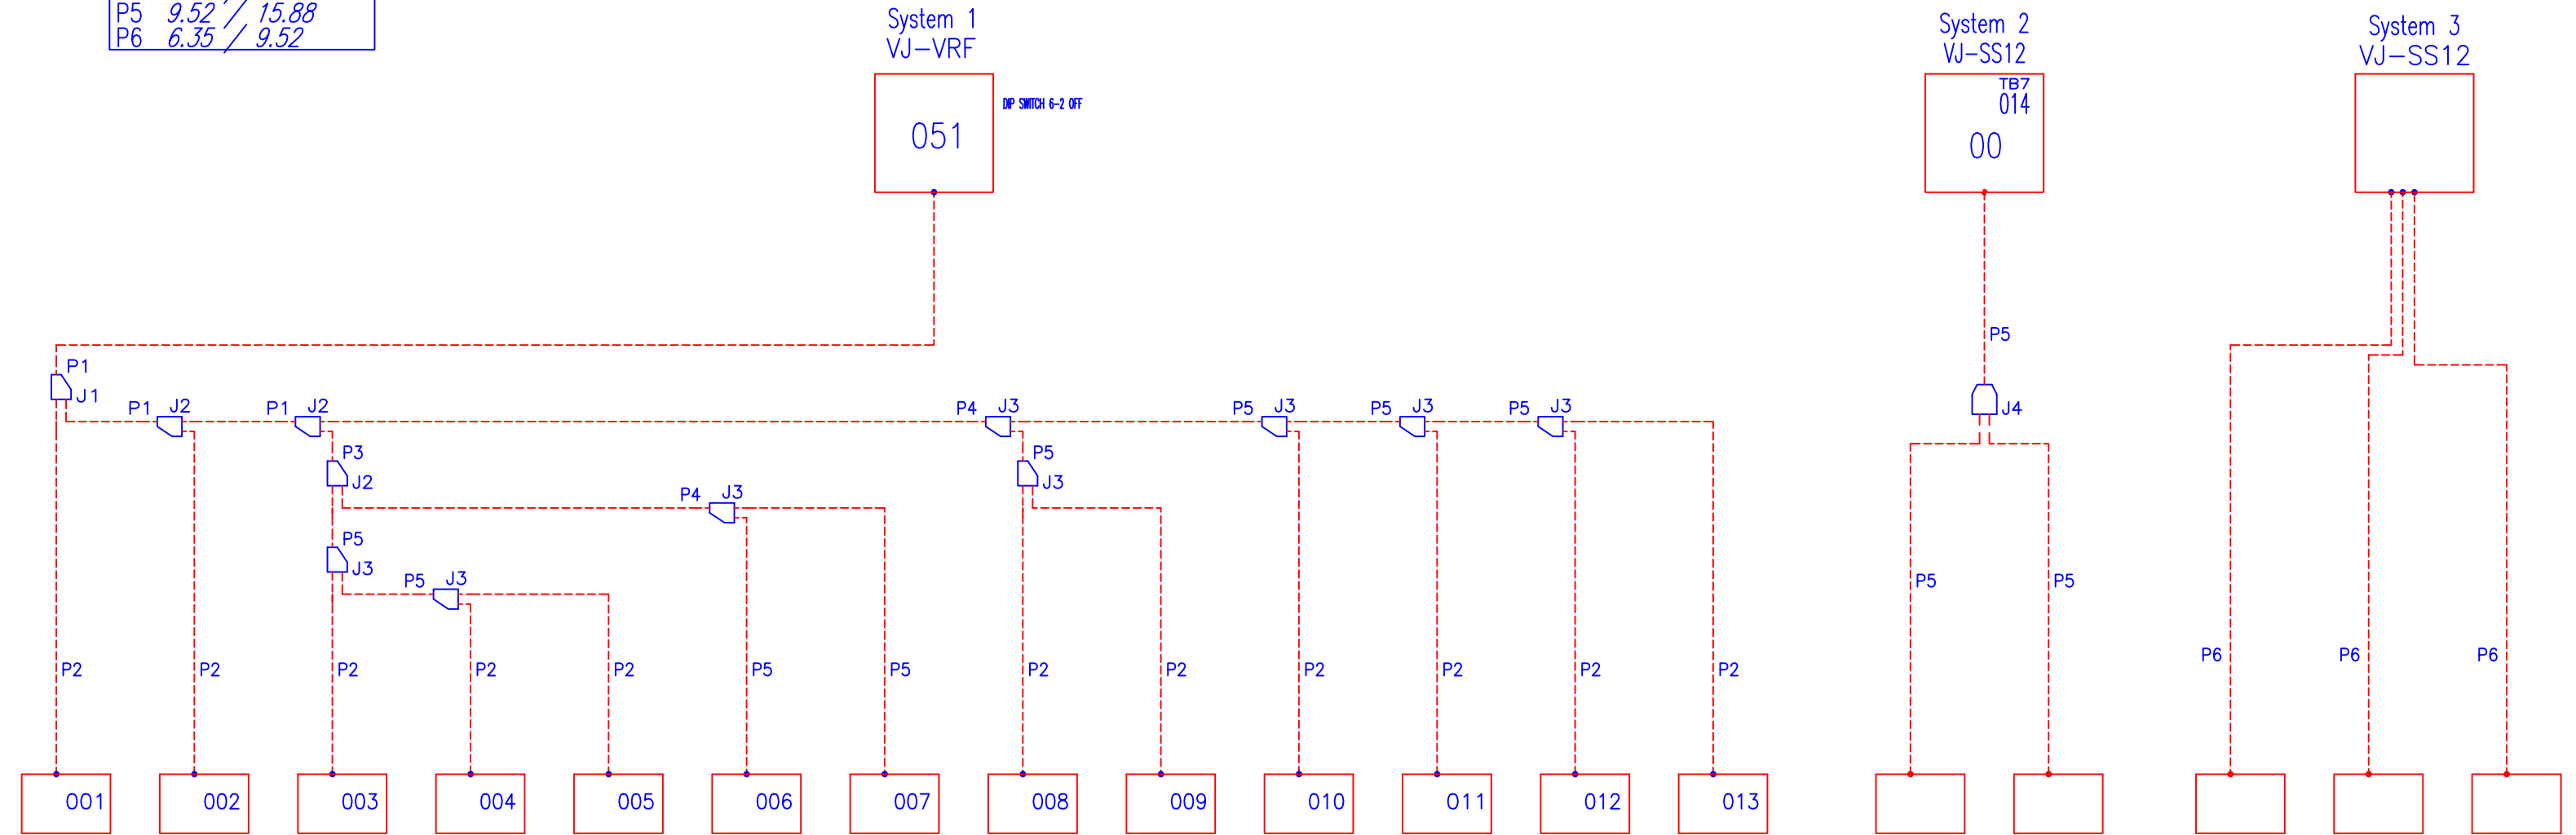 P5 9.52 / 15.88
P6 6.35 / 9.52
System 1
VJ-VRF
051
DIP SWITCH 6-2 OFF
System 2
VJ-SS12
TB7
014
00
System 3
VJ-SS12
P1
J1
P1 J2
P1 J2
P4 J3
P5 J3
P5 J3
P5 J3
P3
J2
P5
J3
P4 J3
P5
J3
P5 J3
P5
J4
P5 P5
P2 P2 P2 P2 P2 P5 P5 P2 P2 P2 P2 P2 P2
P6 P6 P6
001 002 003 004 005 006 007 008 009 010 011 012 013